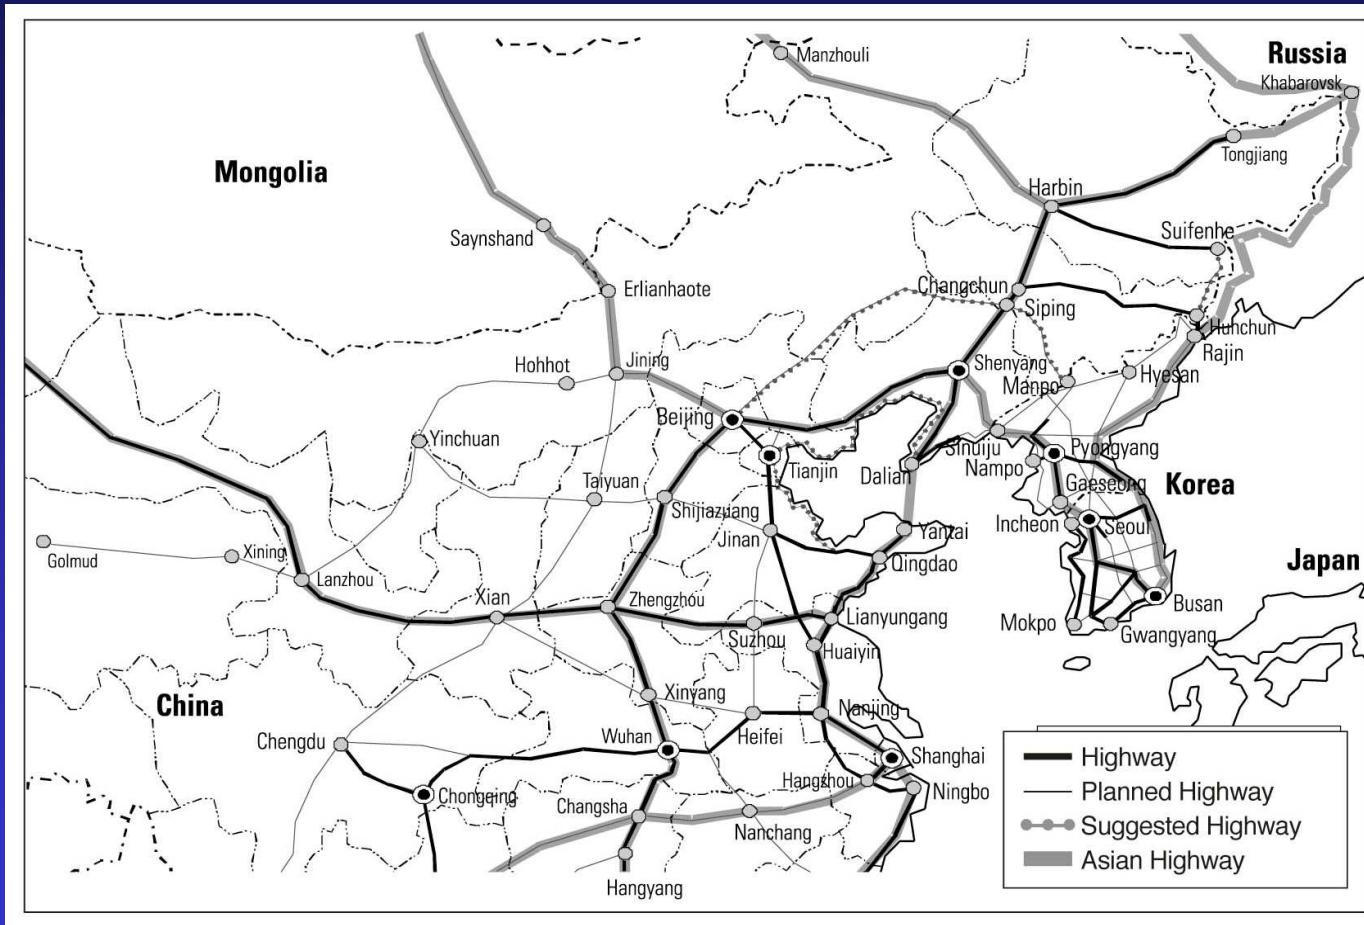 Russia
Manzhouli
Khabarovsk
Tongjiang
Mongolia
Harbin
Saynshand
Suifenhe
Erlianhaote
Changchun
Siping
Hunchun
Rajin
Hohhot
Jining
Shenyang
Manpo
Hyesan
Beijing
Yinchuan
Tianjin
Dalian
Sinuiju
Nampo
Pyongyang
Taiyuan
Gaeseong
Korea
Shijiazuang
Incheon
Seoul
Jinan
Yantai
Golmud
Xining
Qingdao
Japan
Lanzhou
Xian
Zhengzhou
Busan
Lianyungang
Mokpo
Gwangyang
Suzhou
Huaiyin
China
Xinyang
Nanjing
Chengdu
Wuhan
Heifei
Shanghai
Hangzhou
Ningbo
Chongqing
Changsha
Nanchang
Hangyang
Highway
Planned Highway
Suggested Highway
Asian Highway